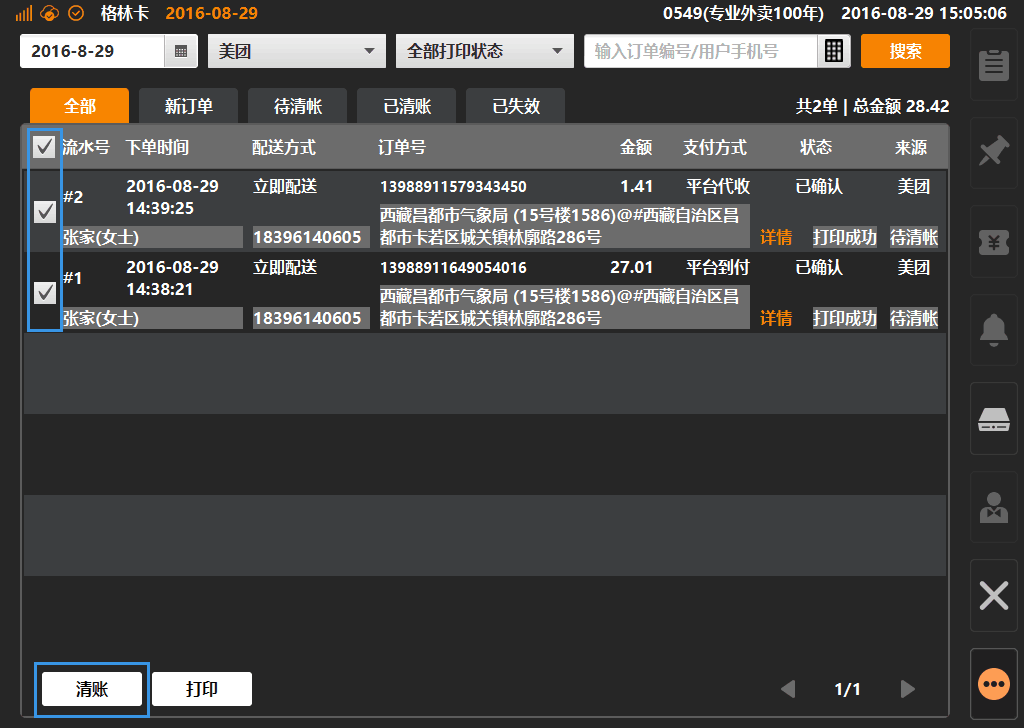 格林卡 2016-08-29 0549(专业外卖100年) 2016-08-29 15:05:06
2016-8-29 美团 全部打印状态 输入订单编号/用户手机号 搜索
全部 新订单 待清帐 已清账 已失效 共2单 | 总金额 28.42
流水号 下单时间 配送方式 订单号 金额 支付方式 状态 来源
#2 2016-08-29 14:39:25 立即配送 13988911579343450 1.41 平台代收 已确认 美团
张家(女士) 18396140605 西藏昌都市气象局 (15号楼1586)@#西藏自治区昌
都市卡若区城关镇林廓路286号 详情 打印成功 待清帐
#1 2016-08-29 14:38:21 立即配送 13988911649054016 27.01 平台到付 已确认 美团
张家(女士) 18396140605 西藏昌都市气象局 (15号楼1586)@#西藏自治区昌
都市卡若区城关镇林廓路286号 详情 打印成功 待清帐
清账 打印 1/1